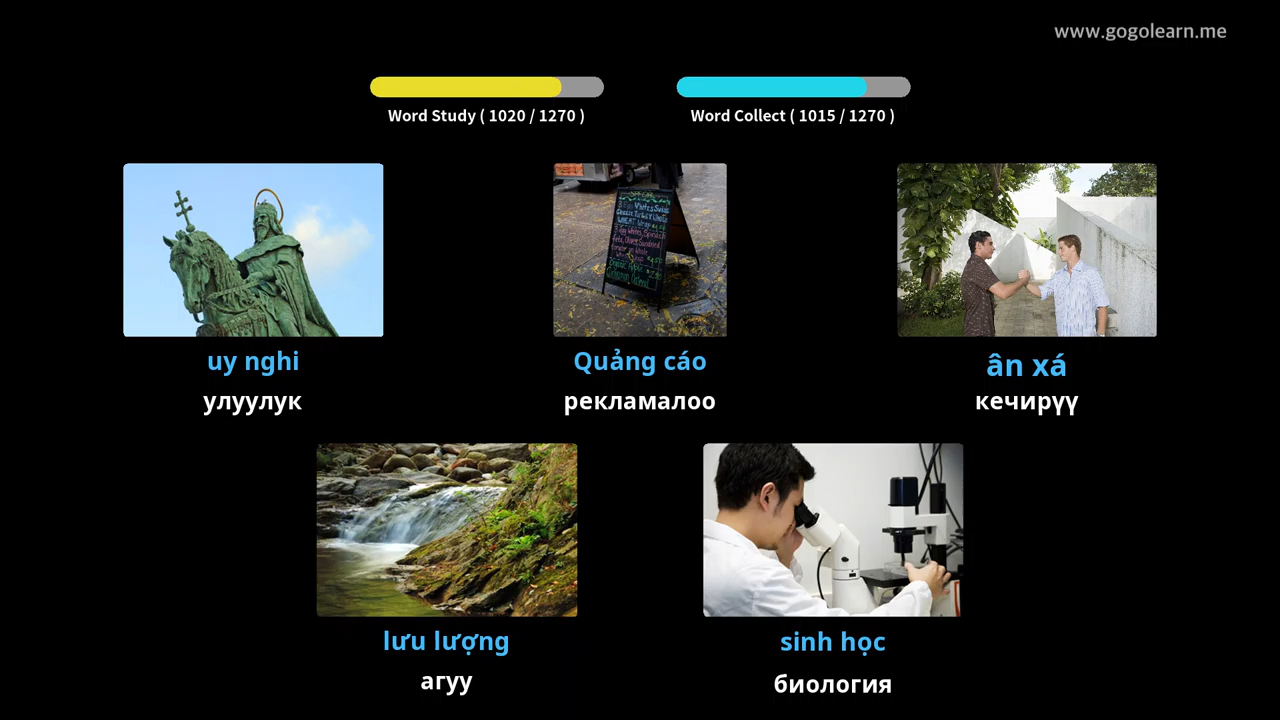 www.gogolearn.me
Word Study ( 1020 / 1270 )
Word Collect ( 1015 / 1270 )
uy nghi
Quảng cáo
ân xá
улуулук
рекламалоо
кечирүү
lưu lượng
sinh học
агуу
биология